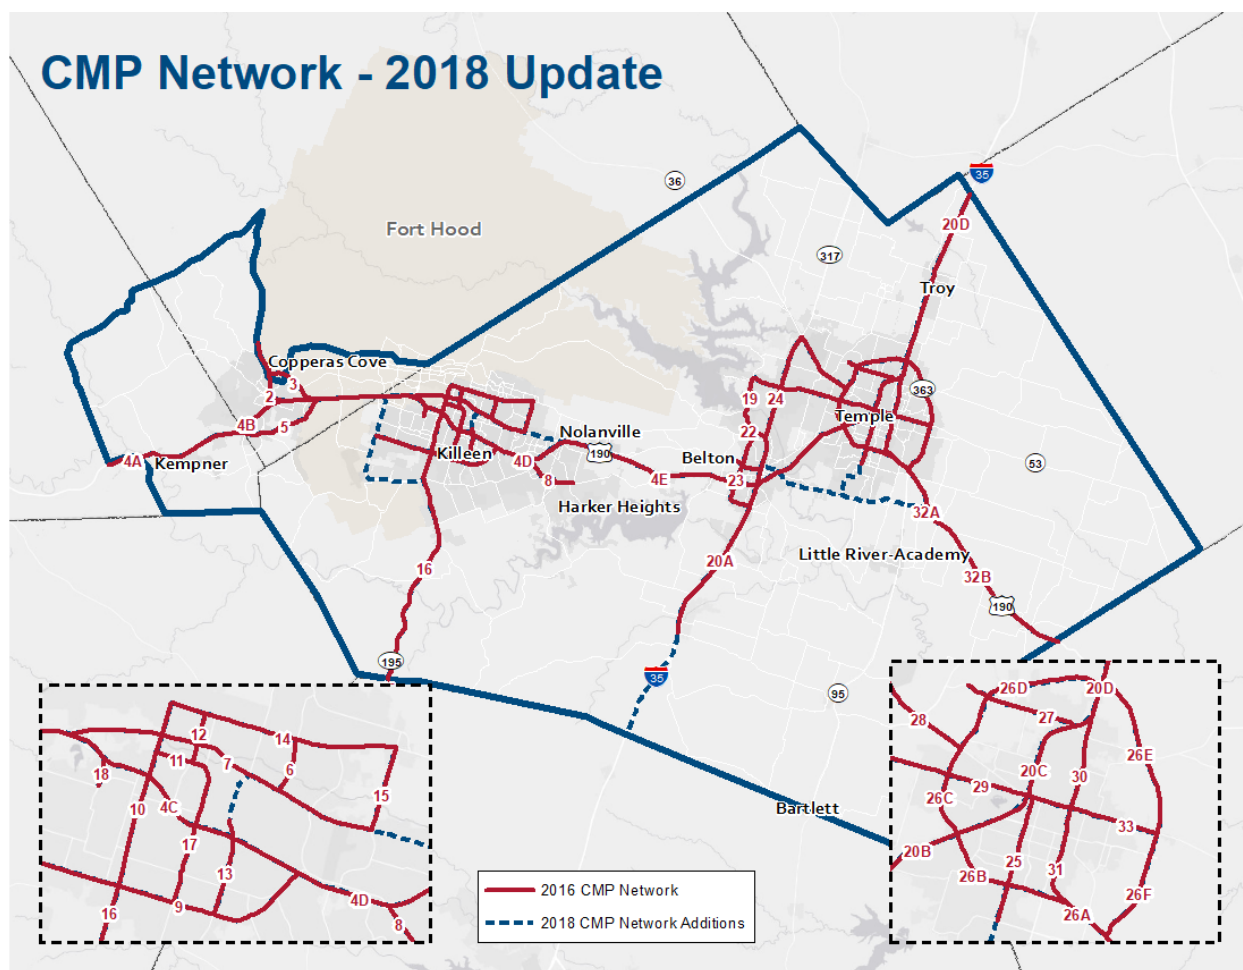 CMP Network - 2018 Update
36
35
Fort Hood
20D
317
Troy
Copperas Cove
3
2
363
19
24
Temple
4B
5
22
Nolanville
190
Killeen
Belton
53
4A
Kempner
4D
8
4E
23
Harker Heights
32A
16
20A
Little River-Academy
32B
190
195
35
95
Bartlett
12
14
11
7
6
18
10
4C
15
17
13
16
9
4D
8
2016 CMP Network
2018 CMP Network Additions
26D
20D
28
27
26E
20C
30
29
26C
33
20B
25
31
26B
26F
26A